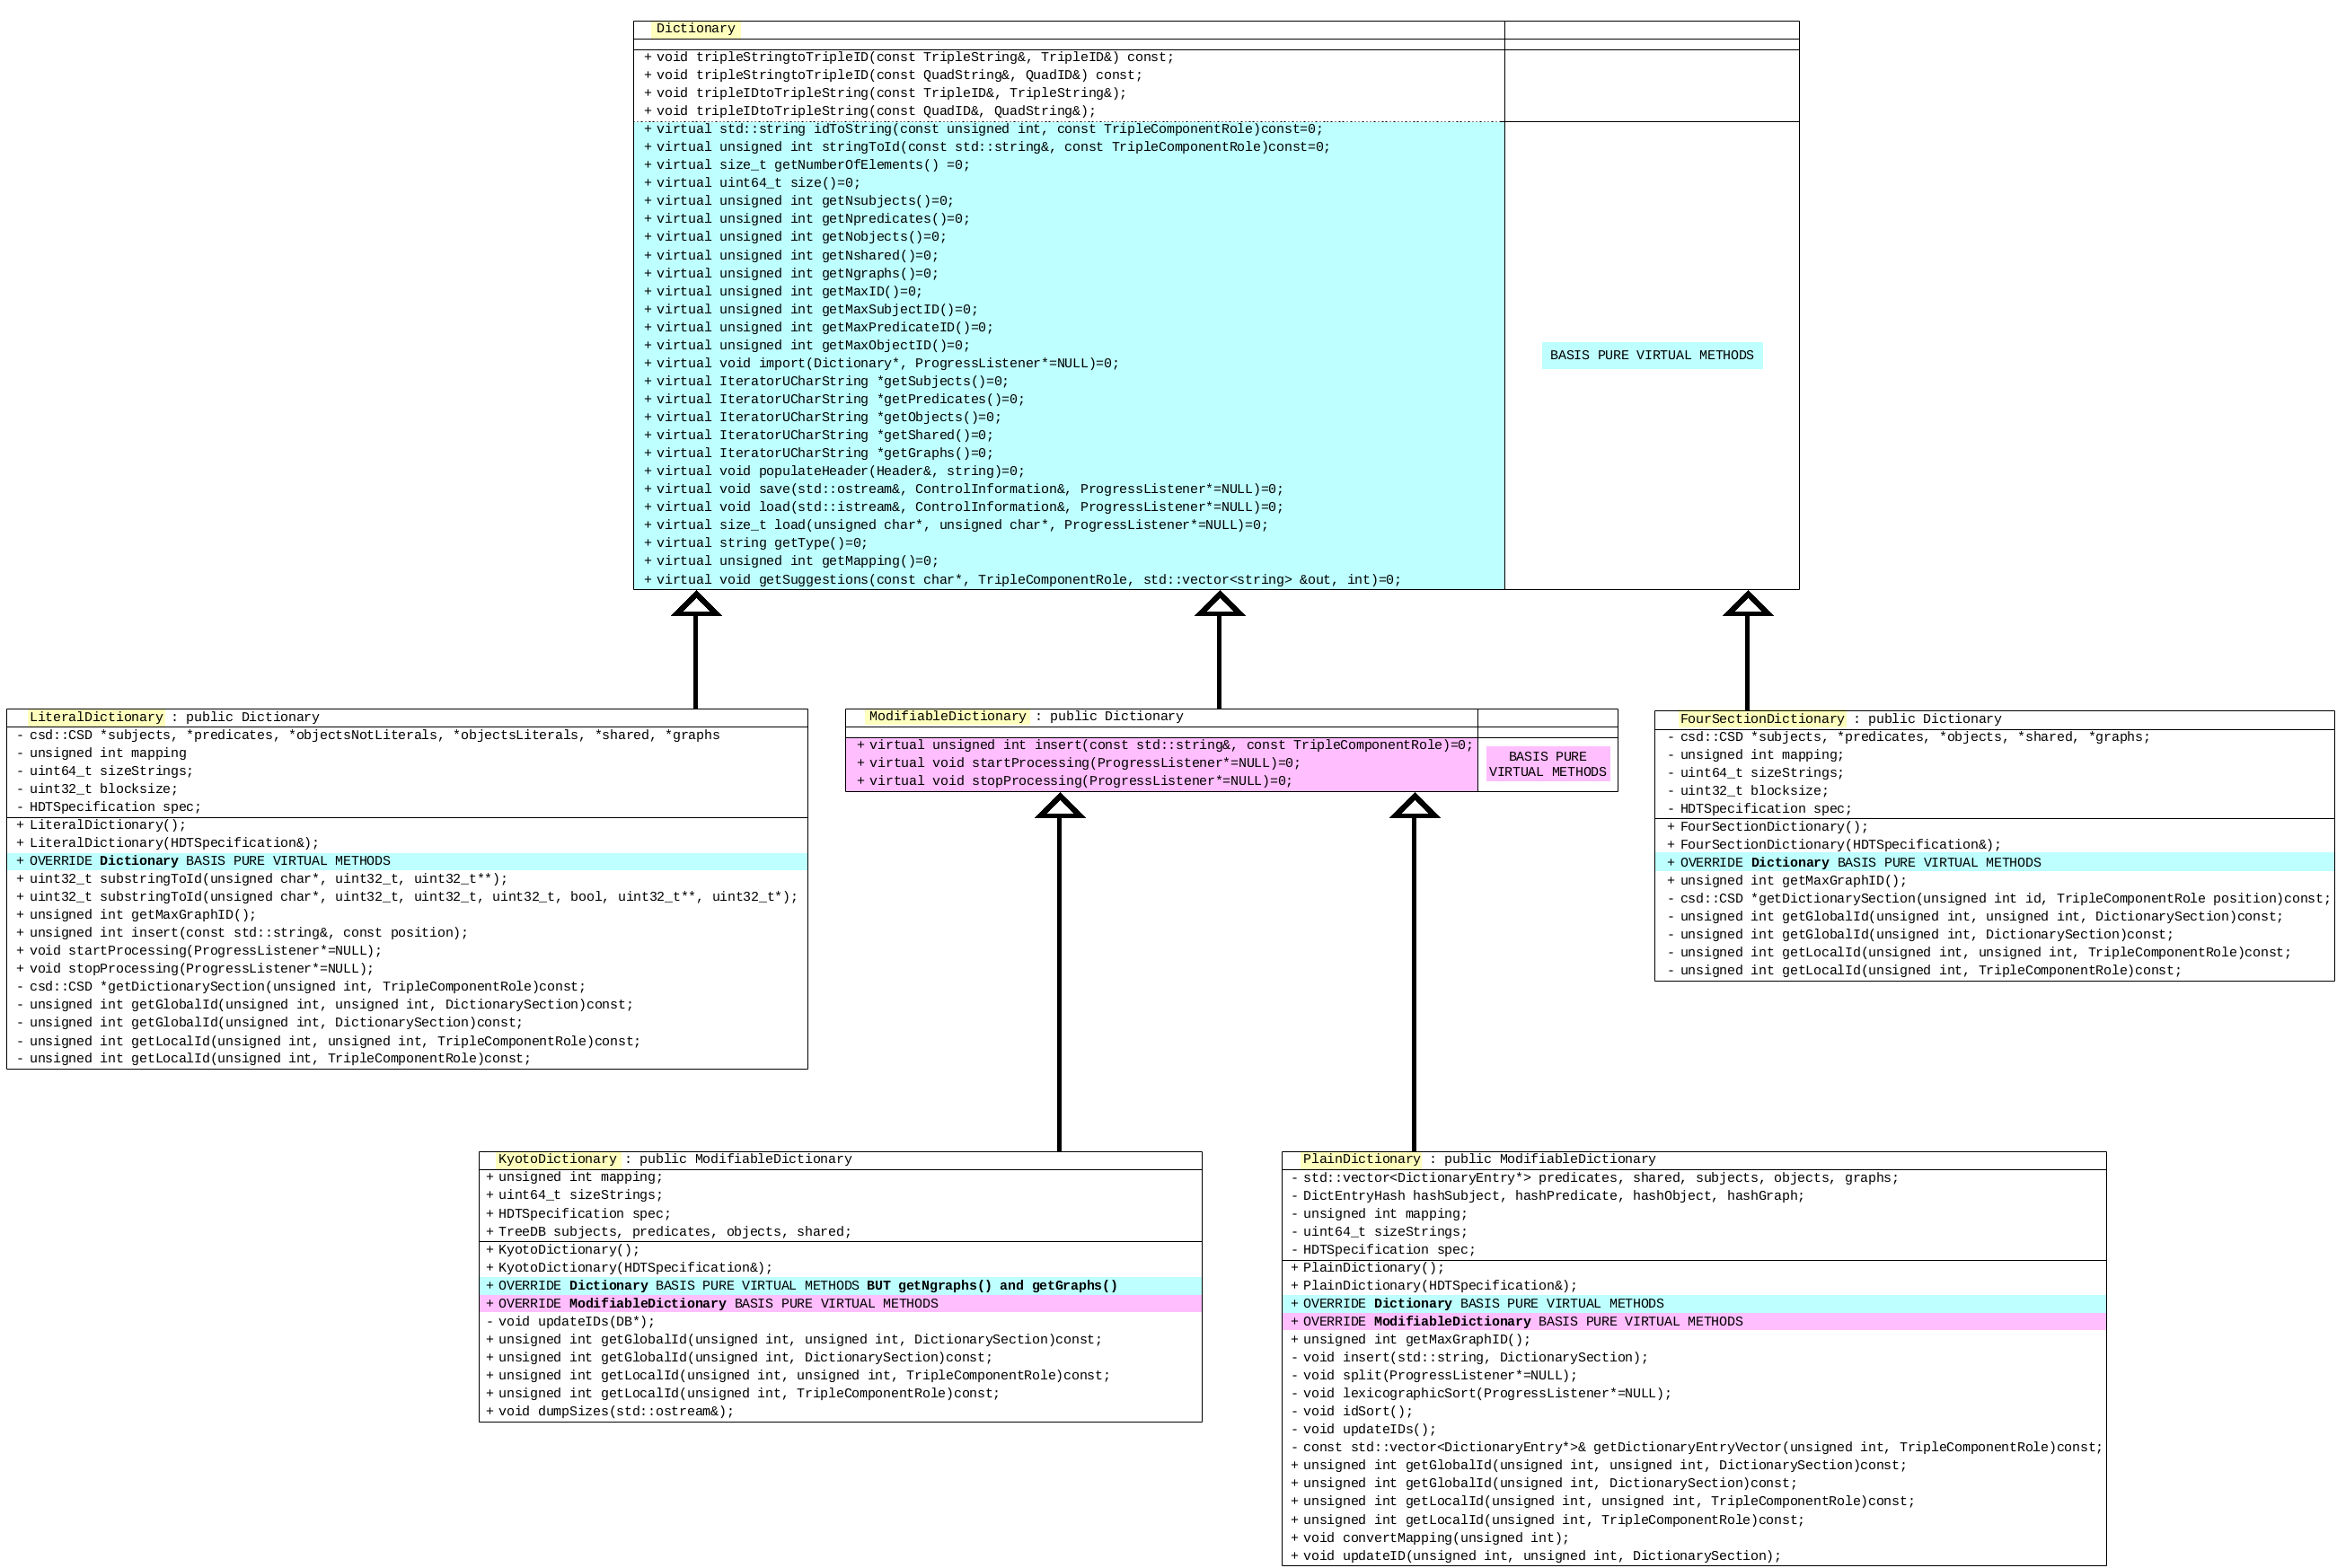 Dictionary
+ void tripleStringtoTripleID(const TripleString&, TripleID&) const;
+ void tripleStringtoTripleID(const QuadString&, QuadID&) const;
+ void tripleIDtoTripleString(const TripleID&, TripleString&);
+ void tripleIDtoTripleString(const QuadID&, QuadString&);
+ virtual std::string idToString(const unsigned int, const TripleComponentRole)const=0;
+ virtual unsigned int stringToId(const std::string&, const TripleComponentRole)const=0;
+ virtual size_t getNumberOfElements() =0;
+ virtual uint64_t size()=0;
+ virtual unsigned int getNsubjects()=0;
+ virtual unsigned int getNpredicates()=0;
+ virtual unsigned int getNobjects()=0;
+ virtual unsigned int getNshared()=0;
+ virtual unsigned int getNgraphs()=0;
+ virtual unsigned int getMaxID()=0;
+ virtual unsigned int getMaxSubjectID()=0;
+ virtual unsigned int getMaxPredicateID()=0;
+ virtual unsigned int getMaxObjectID()=0;
+ virtual void import(Dictionary*, ProgressListener*=NULL)=0;
+ virtual IteratorUCharString *getSubjects()=0;
+ virtual IteratorUCharString *getPredicates()=0;
+ virtual IteratorUCharString *getObjects()=0;
+ virtual IteratorUCharString *getShared()=0;
+ virtual IteratorUCharString *getGraphs()=0;
+ virtual void populateHeader(Header&, string)=0;
+ virtual void save(std::ostream&, ControlInformation&, ProgressListener*=NULL)=0;
+ virtual void load(std::istream&, ControlInformation&, ProgressListener*=NULL)=0;
+ virtual size_t load(unsigned char*, unsigned char*, ProgressListener*=NULL)=0;
+ virtual string getType()=0;
+ virtual unsigned int getMapping()=0;
+ virtual void getSuggestions(const char*, TripleComponentRole, std::vector<string> &out, int)=0;
BASIS PURE VIRTUAL METHODS
LiteralDictionary : public Dictionary
- csd::CSD *subjects, *predicates, *objectsNotLiterals, *objectsLiterals, *shared, *graphs
- unsigned int mapping
- uint64_t sizeStrings;
- uint32_t blocksize;
- HDTSpecification spec;
+ LiteralDictionary();
+ LiteralDictionary(HDTSpecification&);
+ OVERRIDE Dictionary BASIS PURE VIRTUAL METHODS
+ uint32_t substringToId(unsigned char*, uint32_t, uint32_t**);
+ uint32_t substringToId(unsigned char*, uint32_t, uint32_t, uint32_t, bool, uint32_t**, uint32_t*);
+ unsigned int getMaxGraphID();
+ unsigned int insert(const std::string&, const position);
+ void startProcessing(ProgressListener*=NULL);
+ void stopProcessing(ProgressListener*=NULL);
- csd::CSD *getDictionarySection(unsigned int, TripleComponentRole)const;
- unsigned int getGlobalId(unsigned int, unsigned int, DictionarySection)const;
- unsigned int getGlobalId(unsigned int, DictionarySection)const;
- unsigned int getLocalId(unsigned int, unsigned int, TripleComponentRole)const;
- unsigned int getLocalId(unsigned int, TripleComponentRole)const;
ModifiableDictionary : public Dictionary
+ virtual unsigned int insert(const std::string&, const TripleComponentRole)=0;
+ virtual void startProcessing(ProgressListener*=NULL)=0;
+ virtual void stopProcessing(ProgressListener*=NULL)=0;
BASIS PURE
VIRTUAL METHODS
FourSectionDictionary : public Dictionary
- csd::CSD *subjects, *predicates, *objects, *shared, *graphs;
- unsigned int mapping;
- uint64_t sizeStrings;
- uint32_t blocksize;
- HDTSpecification spec;
+ FourSectionDictionary();
+ FourSectionDictionary(HDTSpecification&);
+ OVERRIDE Dictionary BASIS PURE VIRTUAL METHODS
+ unsigned int getMaxGraphID();
- csd::CSD *getDictionarySection(unsigned int id, TripleComponentRole position)const;
- unsigned int getGlobalId(unsigned int, unsigned int, DictionarySection)const;
- unsigned int getGlobalId(unsigned int, DictionarySection)const;
- unsigned int getLocalId(unsigned int, unsigned int, TripleComponentRole)const;
- unsigned int getLocalId(unsigned int, TripleComponentRole)const;
KyotoDictionary : public ModifiableDictionary
+ unsigned int mapping;
+ uint64_t sizeStrings;
+ HDTSpecification spec;
+ TreeDB subjects, predicates, objects, shared;
+ KyotoDictionary();
+ KyotoDictionary(HDTSpecification&);
+ OVERRIDE Dictionary BASIS PURE VIRTUAL METHODS BUT getNgraphs() and getGraphs()
+ OVERRIDE ModifiableDictionary BASIS PURE VIRTUAL METHODS
- void updateIDs(DB*);
+ unsigned int getGlobalId(unsigned int, unsigned int, DictionarySection)const;
+ unsigned int getGlobalId(unsigned int, DictionarySection)const;
+ unsigned int getLocalId(unsigned int, unsigned int, TripleComponentRole)const;
+ unsigned int getLocalId(unsigned int, TripleComponentRole)const;
+ void dumpSizes(std::ostream&);
PlainDictionary : public ModifiableDictionary
- std::vector<DictionaryEntry*> predicates, shared, subjects, objects, graphs;
- DictEntryHash hashSubject, hashPredicate, hashObject, hashGraph;
- unsigned int mapping;
- uint64_t sizeStrings;
- HDTSpecification spec;
+ PlainDictionary();
+ PlainDictionary(HDTSpecification&);
+ OVERRIDE Dictionary BASIS PURE VIRTUAL METHODS
+ OVERRIDE ModifiableDictionary BASIS PURE VIRTUAL METHODS
+ unsigned int getMaxGraphID();
- void insert(std::string, DictionarySection);
- void split(ProgressListener*=NULL);
- void lexicographicSort(ProgressListener*=NULL);
- void idSort();
- void updateIDs();
- const std::vector<DictionaryEntry*>& getDictionaryEntryVector(unsigned int, TripleComponentRole)const;
+ unsigned int getGlobalId(unsigned int, unsigned int, DictionarySection)const;
+ unsigned int getGlobalId(unsigned int, DictionarySection)const;
+ unsigned int getLocalId(unsigned int, unsigned int, TripleComponentRole)const;
+ unsigned int getLocalId(unsigned int, TripleComponentRole)const;
+ void convertMapping(unsigned int);
+ void updateID(unsigned int, unsigned int, DictionarySection);